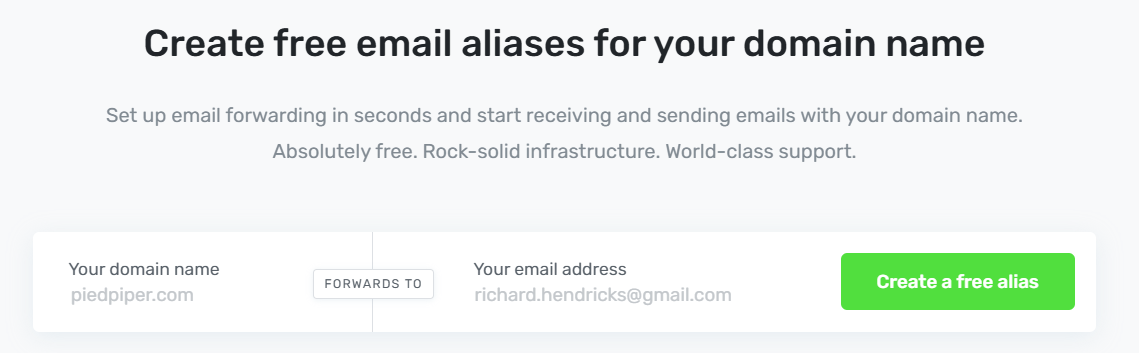 Create free email aliases for your domain name
Set up email forwarding in seconds and start receiving and sending emails with your domain name.
Absolutely free. Rock-solid infrastructure. World-class support.
Your domain name
piedpiper.com
FORWARDS TO
Your email address
richard.hendricks@gmail.com
Create a free alias